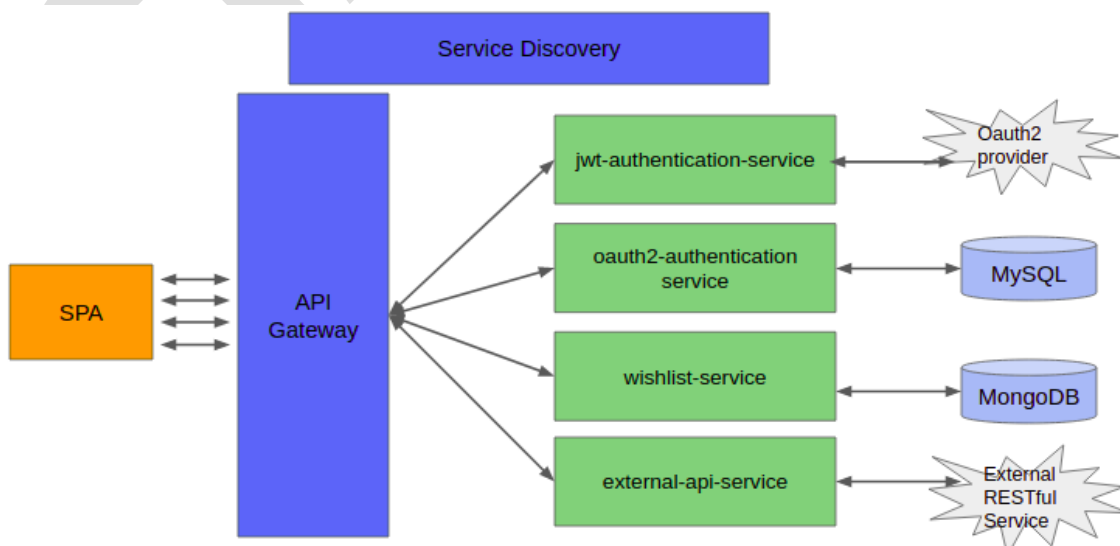 Service Discovery
SPA
API
Gateway
jwt-authentication-service
oauth2-authentication
service
wishlist-service
external-api-service
Oauth2
provider
MySQL
MongoDB
External
RESTful
Service